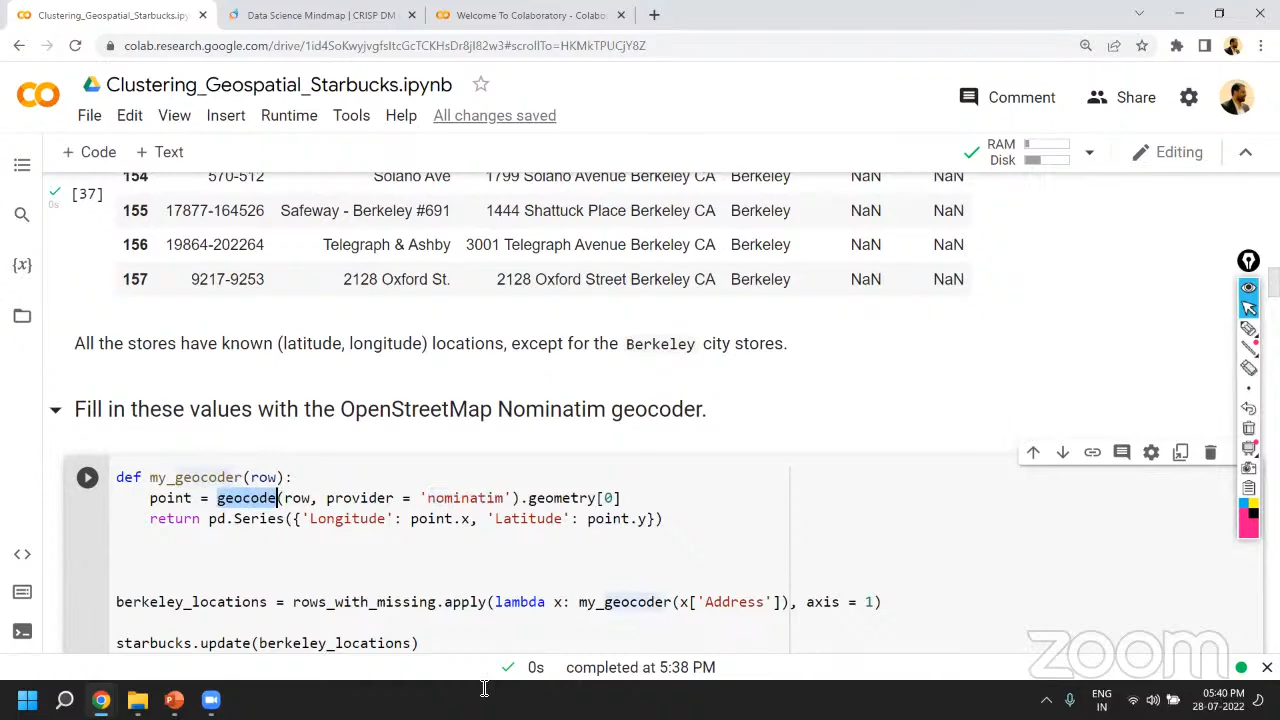 Clustering_Geospatial_Starbucks.ipyn
Data Science Mindmap | CRISP DM
Welcome To Colaboratory - Colabo
colab.research.google.com/drive/1id4SoKwyjvgfsItcGcTCKHsDr8jI82w3#scrollTo=HKMkTPUCjY8Z
Clustering_Geospatial_Starbucks.ipynb
Comment
Share
File Edit View Insert Runtime Tools Help All changes saved
+ Code + Text
RAM
Disk
Editing
[37]
0s
154 570-512 Solano Ave 1799 Solano Avenue Berkeley CA Berkeley NaN NaN
155 17877-164526 Safeway - Berkeley #691 1444 Shattuck Place Berkeley CA Berkeley NaN NaN
156 19864-202264 Telegraph & Ashby 3001 Telegraph Avenue Berkeley CA Berkeley NaN NaN
157 9217-9253 2128 Oxford St. 2128 Oxford Street Berkeley CA Berkeley NaN NaN
All the stores have known (latitude, longitude) locations, except for the Berkeley city stores.
Fill in these values with the OpenStreetMap Nominatim geocoder.
def my_geocoder(row):
point = geocode(row, provider = 'nominatim').geometry[0]
return pd.Series({'Longitude': point.x, 'Latitude': point.y})
berkeley_locations = rows_with_missing.apply(lambda x: my_geocoder(x['Address']), axis = 1)
starbucks.update(berkeley_locations)
zoom
0s completed at 5:38 PM
ENG
IN
05:40 PM
28-07-2022